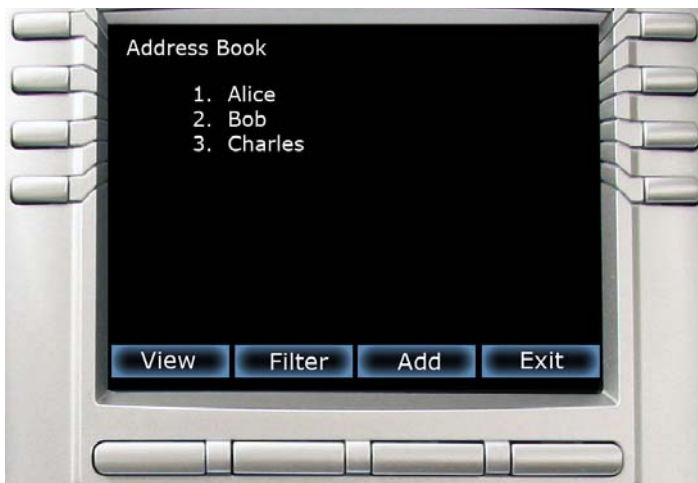 Address Book
1. Alice
2. Bob
3. Charles
View Filter Add Exit